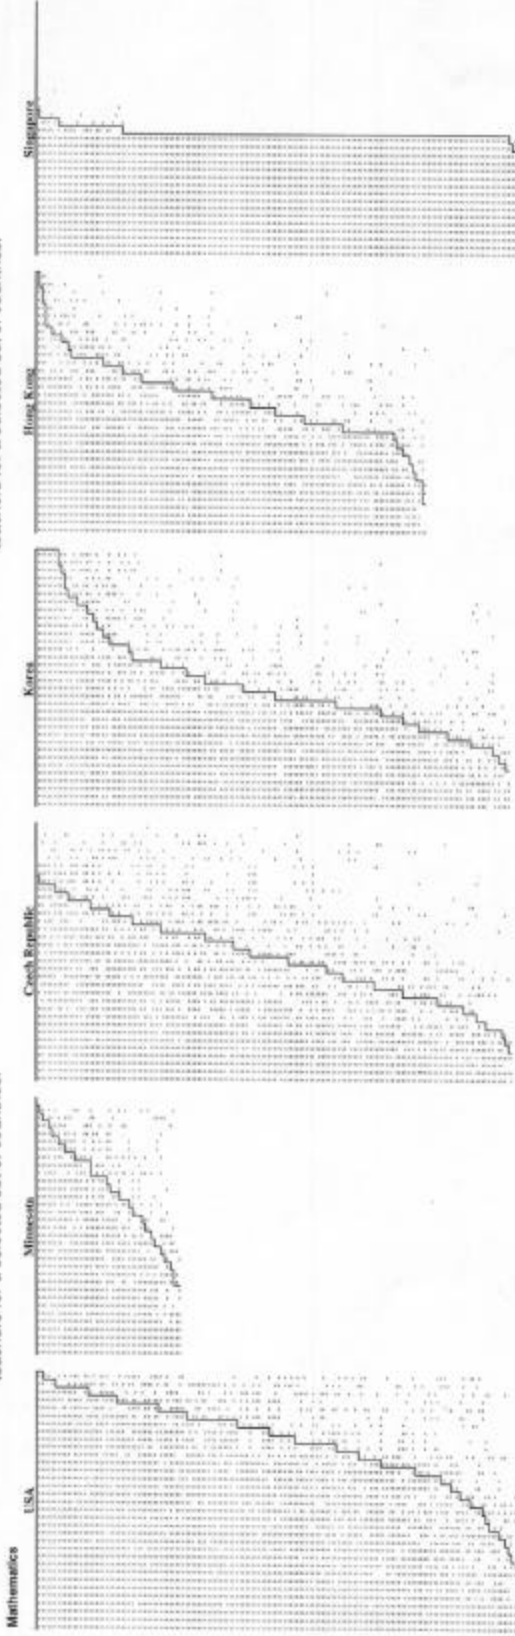 Mathematics
USA
Minnesota
Czech Republic
Korea
Hong Kong
Singapore